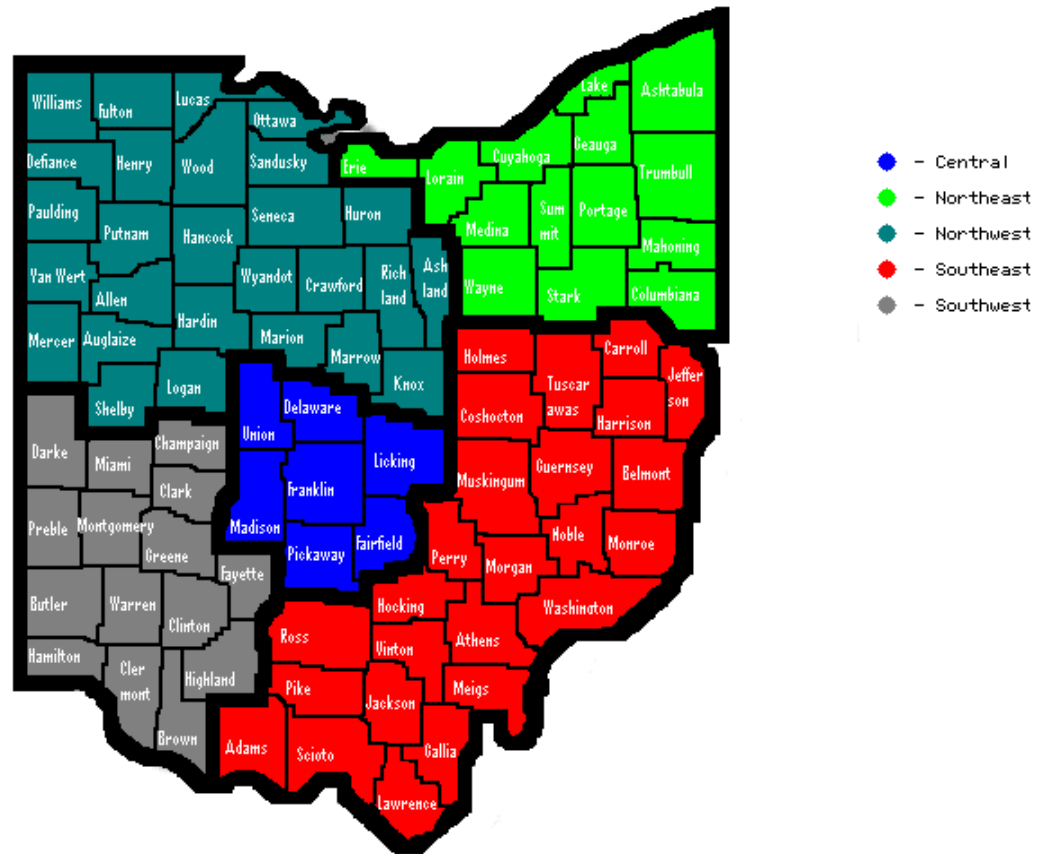 Williams
Fulton
Lucas
Ottawa
Lake
Ashtabula
Defiance
Henry
Wood
Sandusky
Erie
Lorain
Cuyahoga
Geauga
Trumbull
Paulding
Putnam
Hancock
Seneca
Huron
Medina
Sum
mit
Portage
Mahoning
Van Wert
Allen
Wyandot
Crawford
Rich
land
Ash
land
Wayne
Stark
Columbiana
Mercer
Auglaize
Hardin
Marion
Marrow
Knox
Shelby
Logan
Holmes
Tuscar
awas
Carroll
Jeffer
son
Coshocton
Harrison
Union
Delaware
Licking
Darke
Miami
Champaign
Clark
Franklin
Muskingum
Guernsey
Belmont
Preble
Montgomery
Greene
Madison
Pickaway
Fairfield
Perry
Morgan
Noble
Monroe
Fayette
Butler
Warren
Clinton
Hocking
Washington
Ross
Vinton
Athens
Hamilton
Cler
mont
Highland
Pike
Jackson
Meigs
Brown
Adams
Scioto
Gallia
Lawrence
- Central
- Northeast
- Northwest
- Southeast
- Southwest